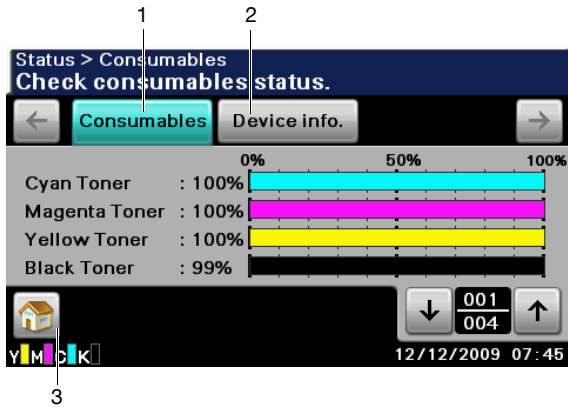 1 2
Status > Consumables
Check consumables status.
Consumables Device info.
0% 50% 100%
Cyan Toner : 100%
Magenta Toner : 100%
Yellow Toner : 100%
Black Toner : 99%
001
004
Y M C K 12/12/2009 07:45
3